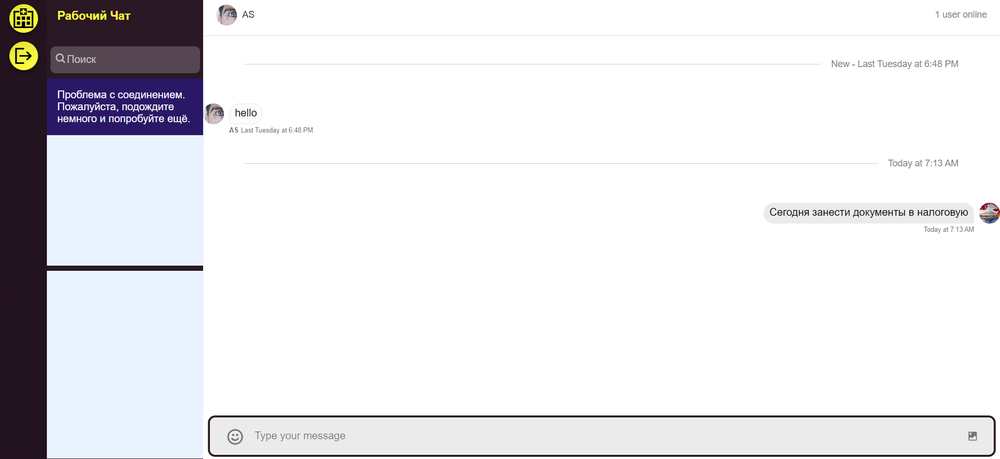 Рабочий Чат
Поиск
Проблема с соединением.
Пожалуйста, подождите
немного и попробуйте ещё.
AS
1 user online
New - Last Tuesday at 6:48 PM
hello
AS Last Tuesday at 6:48 PM
Today at 7:13 AM
Сегодня занести документы в налоговую
Today at 7:13 AM
Type your message